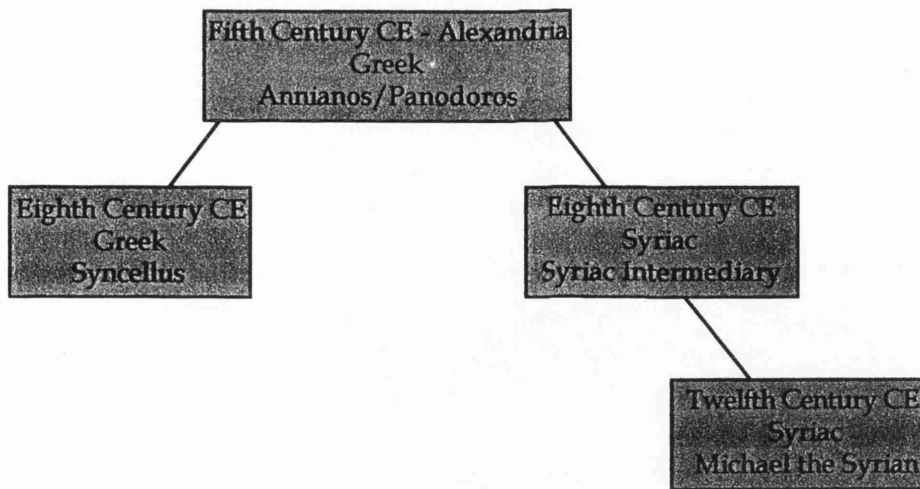 Fifth Century CE - Alexandria
Greek
Annianos/Panodoros
Eighth Century CE
Greek
Syncellus
Eighth Century CE
Syriac
Syriac Intermediary
Twelfth Century CE
Syriac
Michael the Syrian